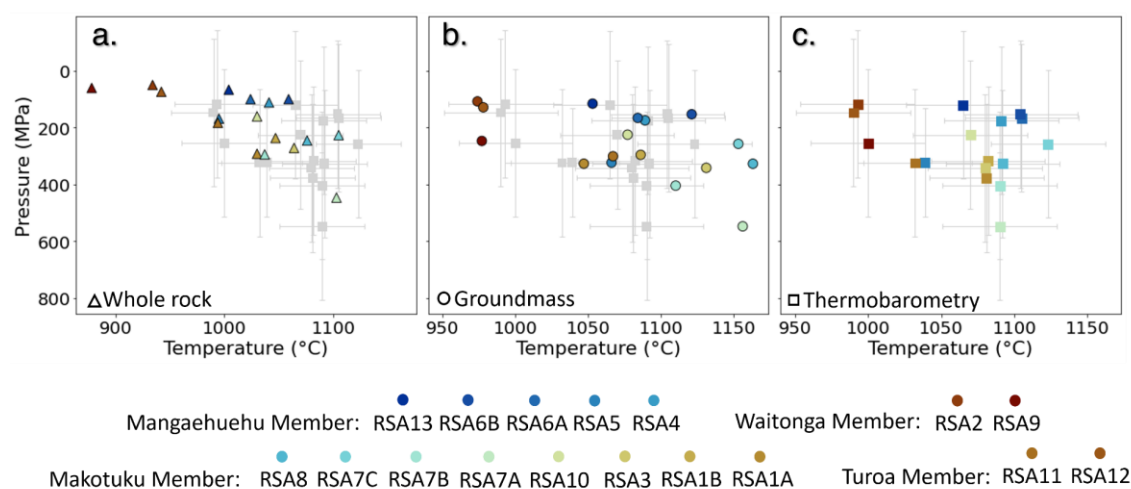 a.
b.
c.
Pressure (MPa)
0
200
400
600
800
Whole rock
Groundmass
Thermobarometry
900 1000 1100
950 1000 1050 1100 1150
950 1000 1050 1100 1150
Temperature (°C)
Temperature (°C)
Temperature (°C)
Mangaehuehu Member: RSA13 RSA6B RSA6A RSA5 RSA4
Waitonga Member: RSA2 RSA9
Makotuku Member: RSA8 RSA7C RSA7B RSA7A RSA10 RSA3 RSA1B RSA1A
Turoa Member: RSA11 RSA12